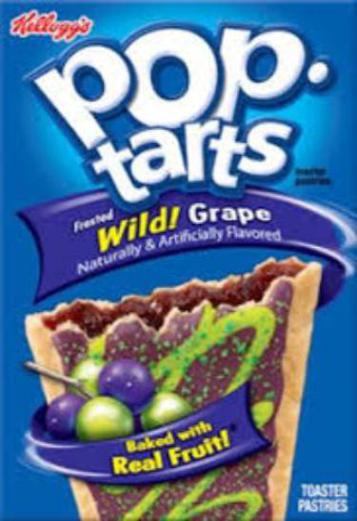 Kellogg's
POP.
tarts
toaster
pastries
Frosted
Wild! Grape
Naturally & Artificially Flavored
Baked with
Real Fruit!
TOASTER
PASTRIES